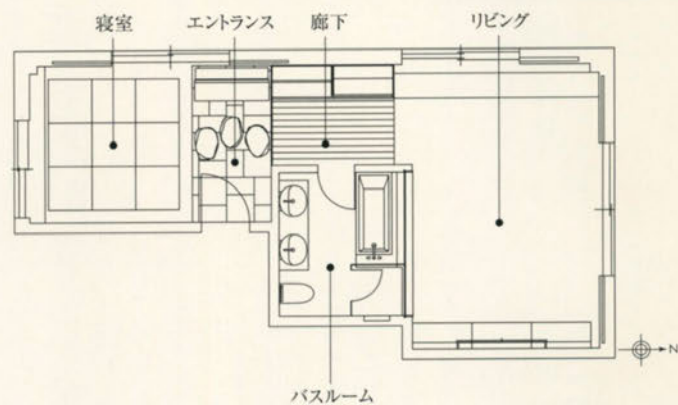 寝室
エントランス
廊下
リビング
N
バスルーム